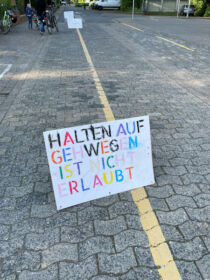 HALTEN AUF
GEHWEGEN
IST NICHT
ERLAUBT